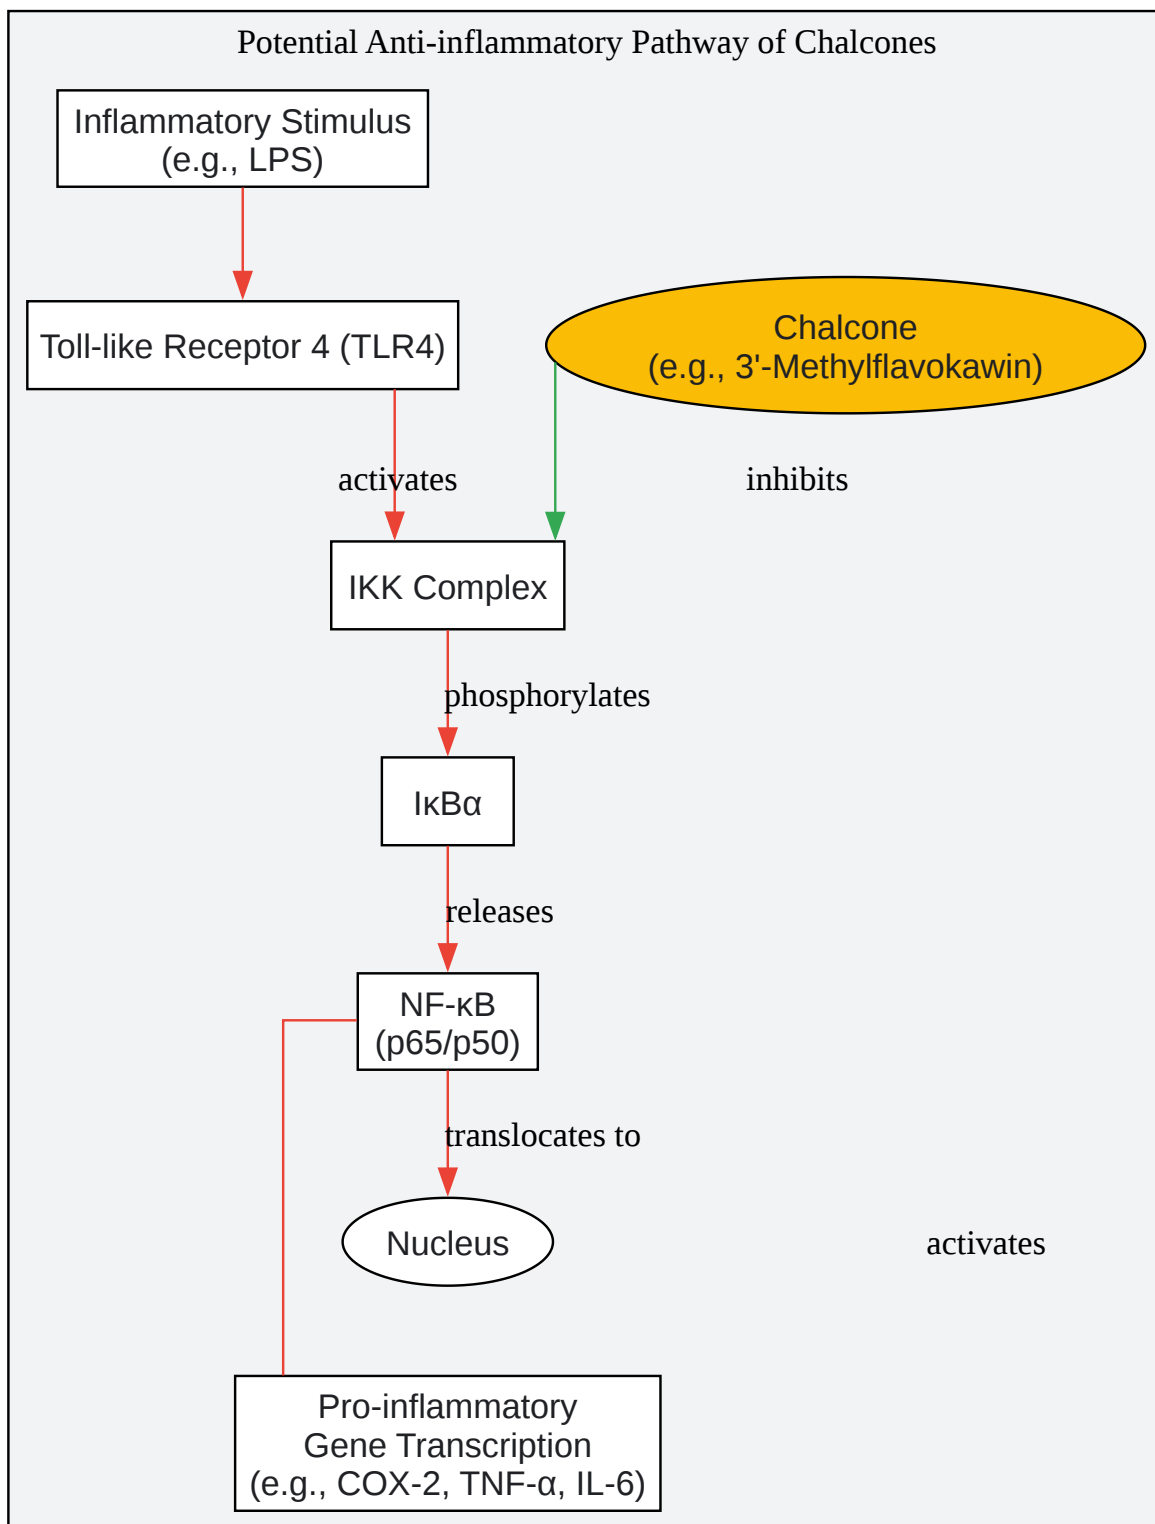 Potential Anti-inflammatory Pathway of Chalcones
Inflammatory Stimulus
(e.g., LPS)
Toll-like Receptor 4 (TLR4)
Chalcone
(e.g., 3'-Methylflavokawin)
activates
inhibits
IKK Complex
phosphorylates
IκBα
releases
NF-κB
(p65/p50)
translocates to
Nucleus
activates
Pro-inflammatory
Gene Transcription
(e.g., COX-2, TNF-α, IL-6)